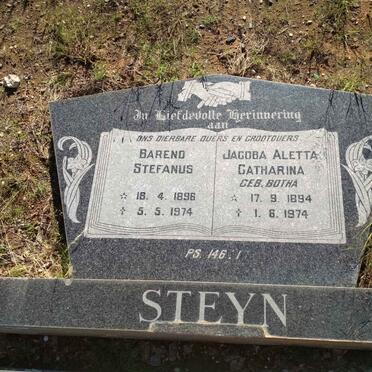 In Liefdevolle Herinnering
aan
ONS DIERBARE OUERS EN GROOTOUERS
BAREND
STEFANUS
☆ 18. 4. 1896
✝ 5. 5. 1974
JACOBA ALETTA
CATHARINA
GEB. BOTHA
☆ 17. 9. 1894
✝ 1. 6. 1974
PS. 146:1
STEYN